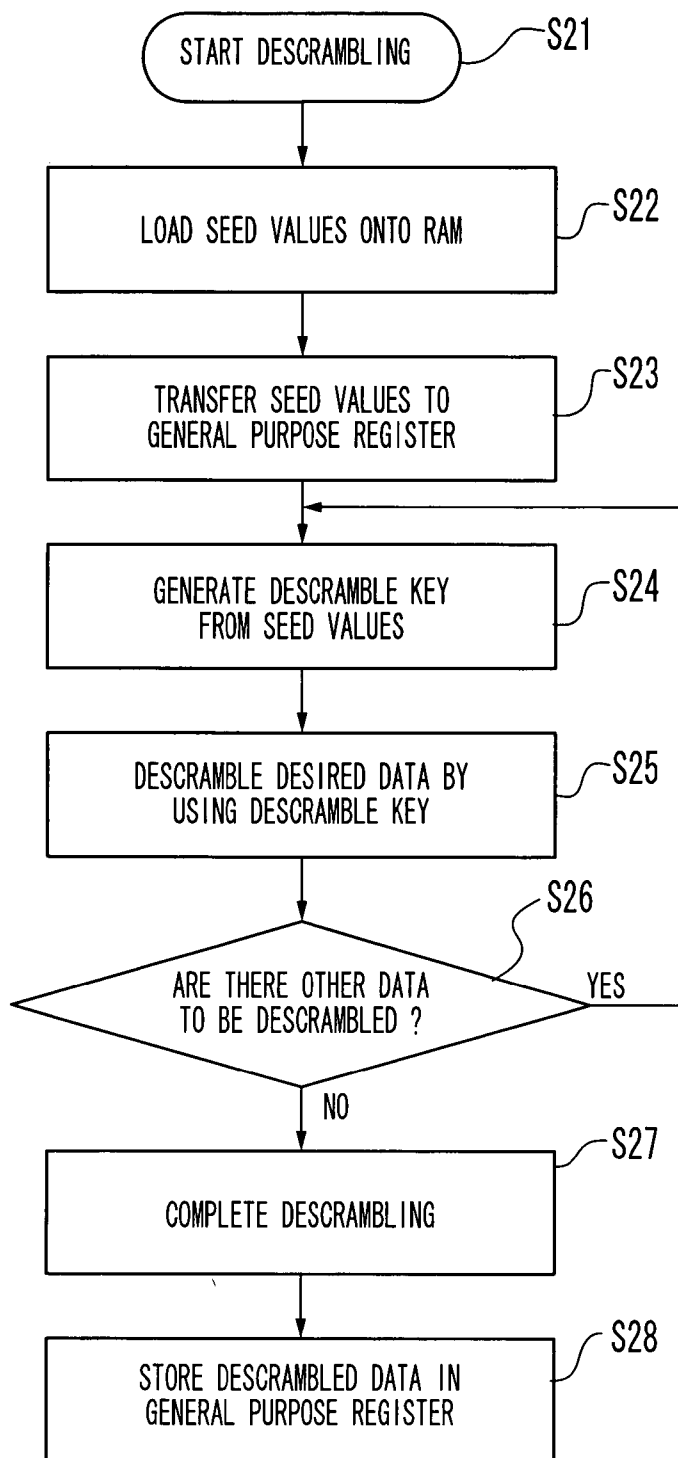 START DESCRAMBLING
S21
LOAD SEED VALUES ONTO RAM
S22
TRANSFER SEED VALUES TO
GENERAL PURPOSE REGISTER
S23
GENERATE DESCRAMBLE KEY
FROM SEED VALUES
S24
DESCRAMBLE DESIRED DATA BY
USING DESCRAMBLE KEY
S25
S26
ARE THERE OTHER DATA
TO BE DESCRAMBLED ?
YES
NO
S27
COMPLETE DESCRAMBLING
S28
STORE DESCRAMBLED DATA IN
GENERAL PURPOSE REGISTER